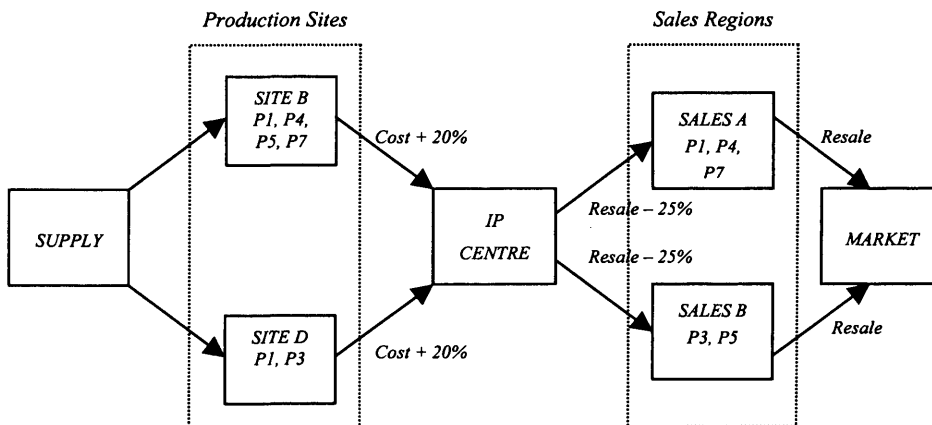 Production Sites
Sales Regions
SITE B
P1, P4,
P5, P7
Cost + 20%
SALES A
P1, P4,
P7
Resale
SUPPLY
IP
CENTRE
Resale – 25%
Resale – 25%
MARKET
SITE D
P1, P3
Cost + 20%
SALES B
P3, P5
Resale